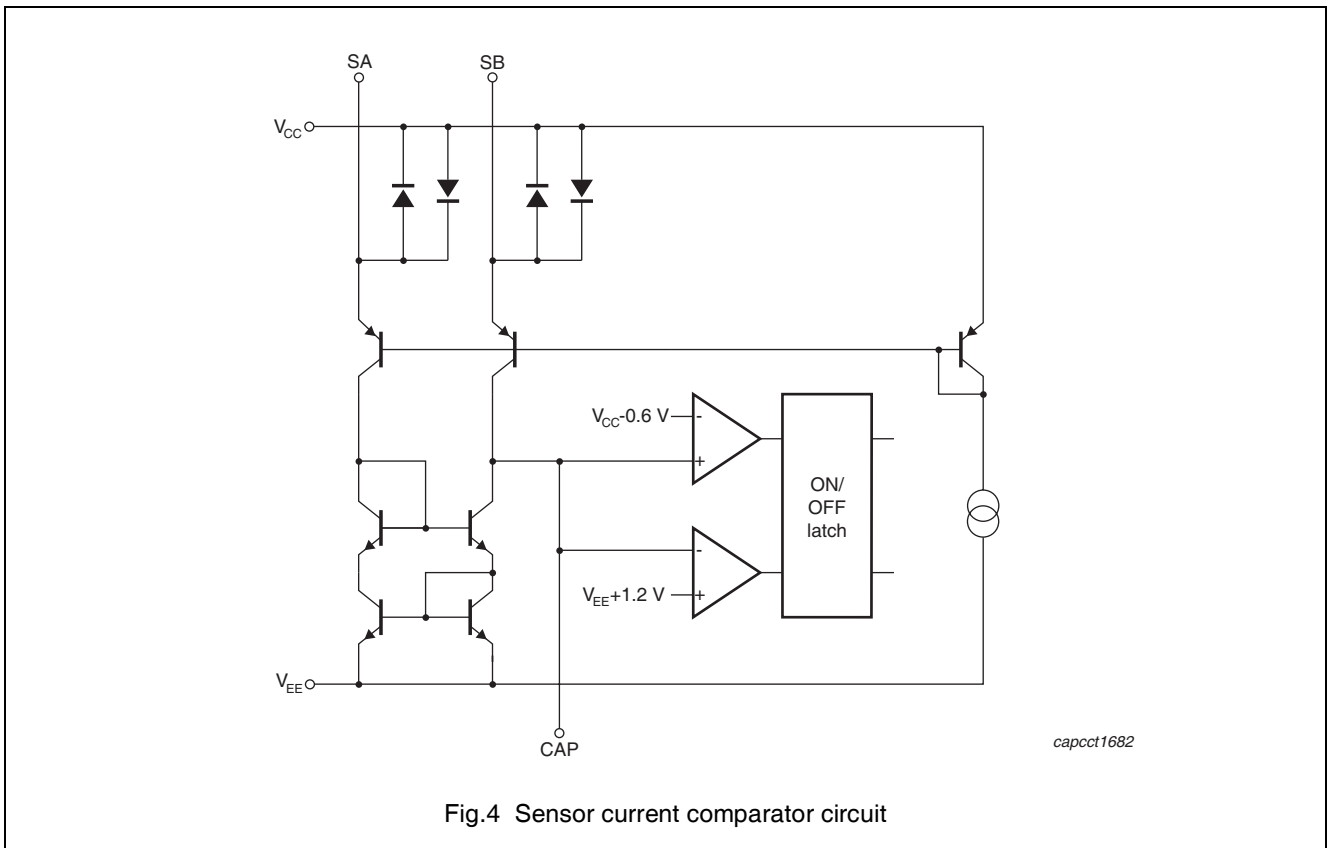 SA
SB
VCC
VCC-0.6 V
-
+
ON/
OFF
latch
-
VEE+1.2 V
+
VEE
CAP
capcct1682
Fig.4 Sensor current comparator circuit